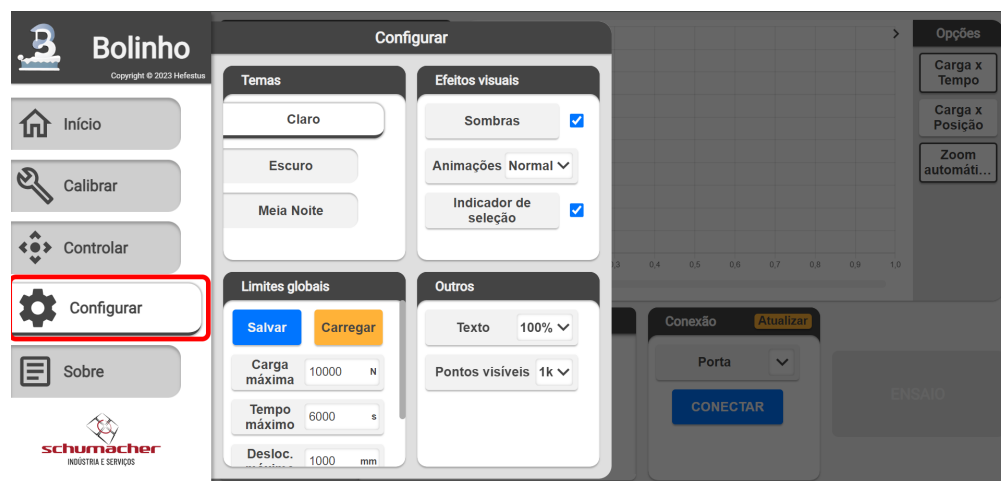 Bolinho
Copyright © 2023 Hefestus
Início
Calibrar
Controlar
Configurar
Sobre
schumacher
INDÚSTRIA E SERVIÇOS
Configurar
Temas
Claro
Escuro
Meia Noite
Efeitos visuais
Sombras
Animações Normal
Indicador de
seleção
Limites globais
Salvar Carregar
Carga
máxima 10000 N
Tempo
máximo 6000 s
Desloc.
1000 mm
Outros
Texto 100%
Pontos visíveis 1k
0,3 0,4 0,5 0,6 0,7 0,8 0,9 1,0
Opções
Carga x
Tempo
Carga x
Posição
Zoom
automáti...
Conexão Atualizar
Porta
CONECTAR
ENSAIO